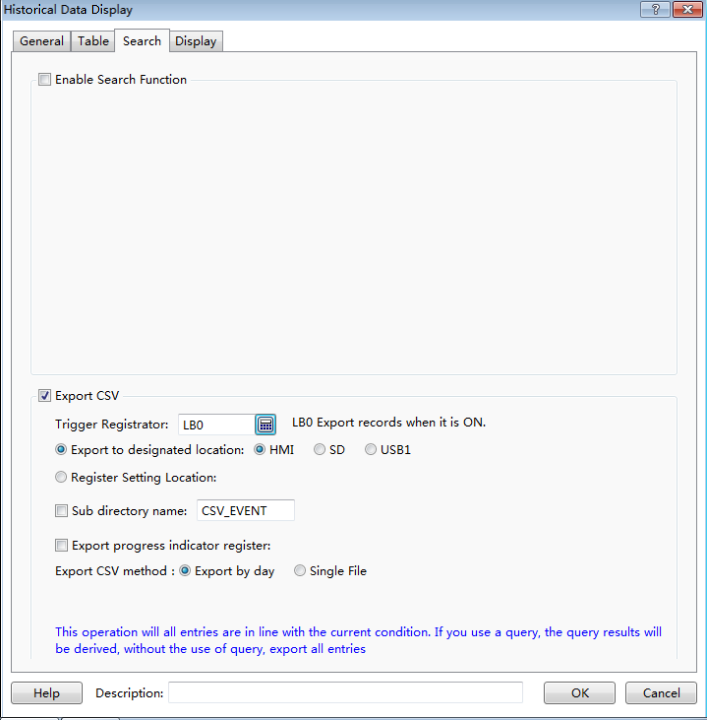 Historical Data Display
General Table Search Display
Enable Search Function
Export CSV
Trigger Registrator: LB0 LB0 Export records when it is ON.
Export to designated location: HMI SD USB1
Register Setting Location:
Sub directory name: CSV_EVENT
Export progress indicator register:
Export CSV method : Export by day Single File
This operation will all entries are in line with the current condition. If you use a query, the query results will
be derived, without the use of query, export all entries
Help Description: OK Cancel